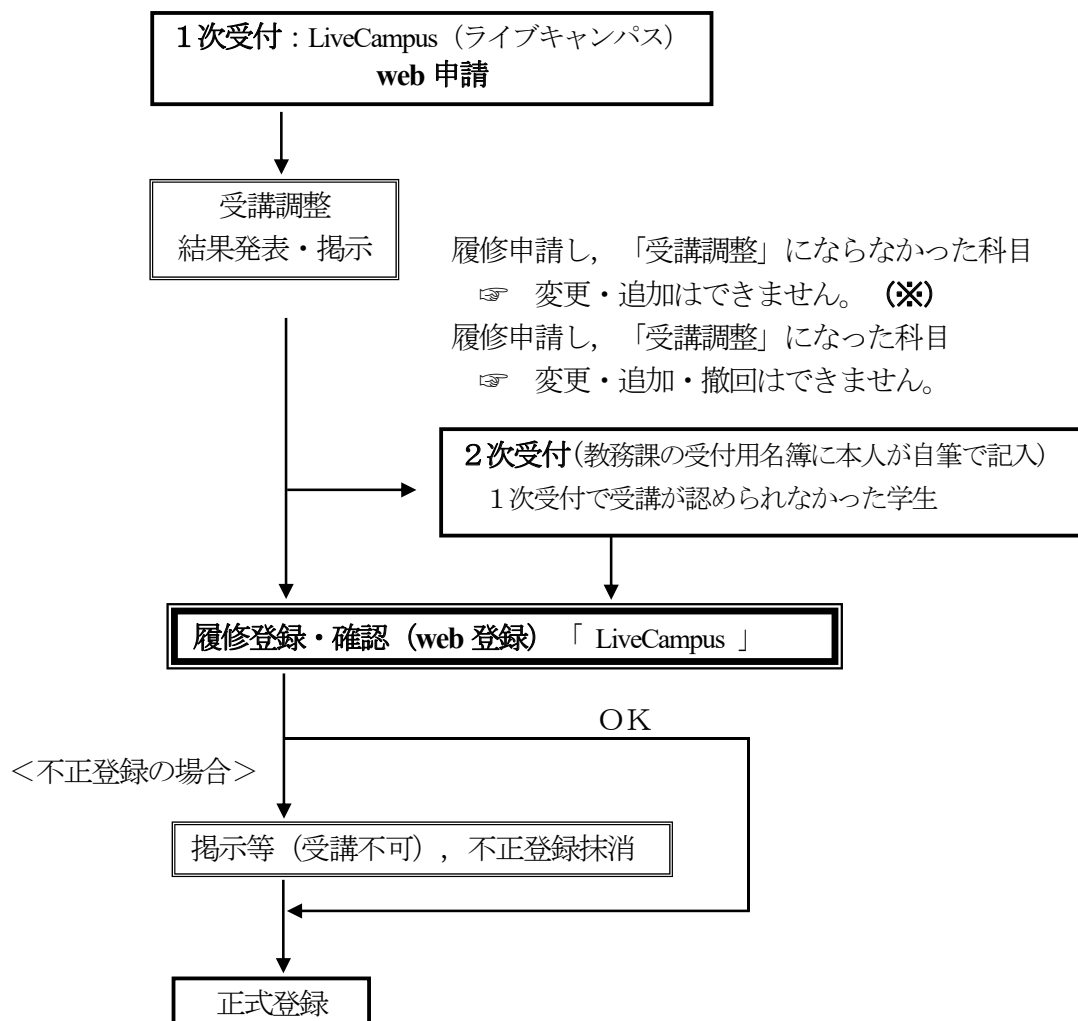 １次受付：LiveCampus（ライブキャンパス）
web 申請
受講調整
結果発表・掲示
履修申請し，「受講調整」にならなかった科目
☞ 変更・追加はできません。（※）
履修申請し，「受講調整」になった科目
☞ 変更・追加・撤回はできません。
２次受付(教務課の受付用名簿に本人が自筆で記入)
１次受付で受講が認められなかった学生
履修登録・確認（web 登録）「 LiveCampus 」
ＯＫ
＜不正登録の場合＞
掲示等（受講不可），不正登録抹消
正式登録